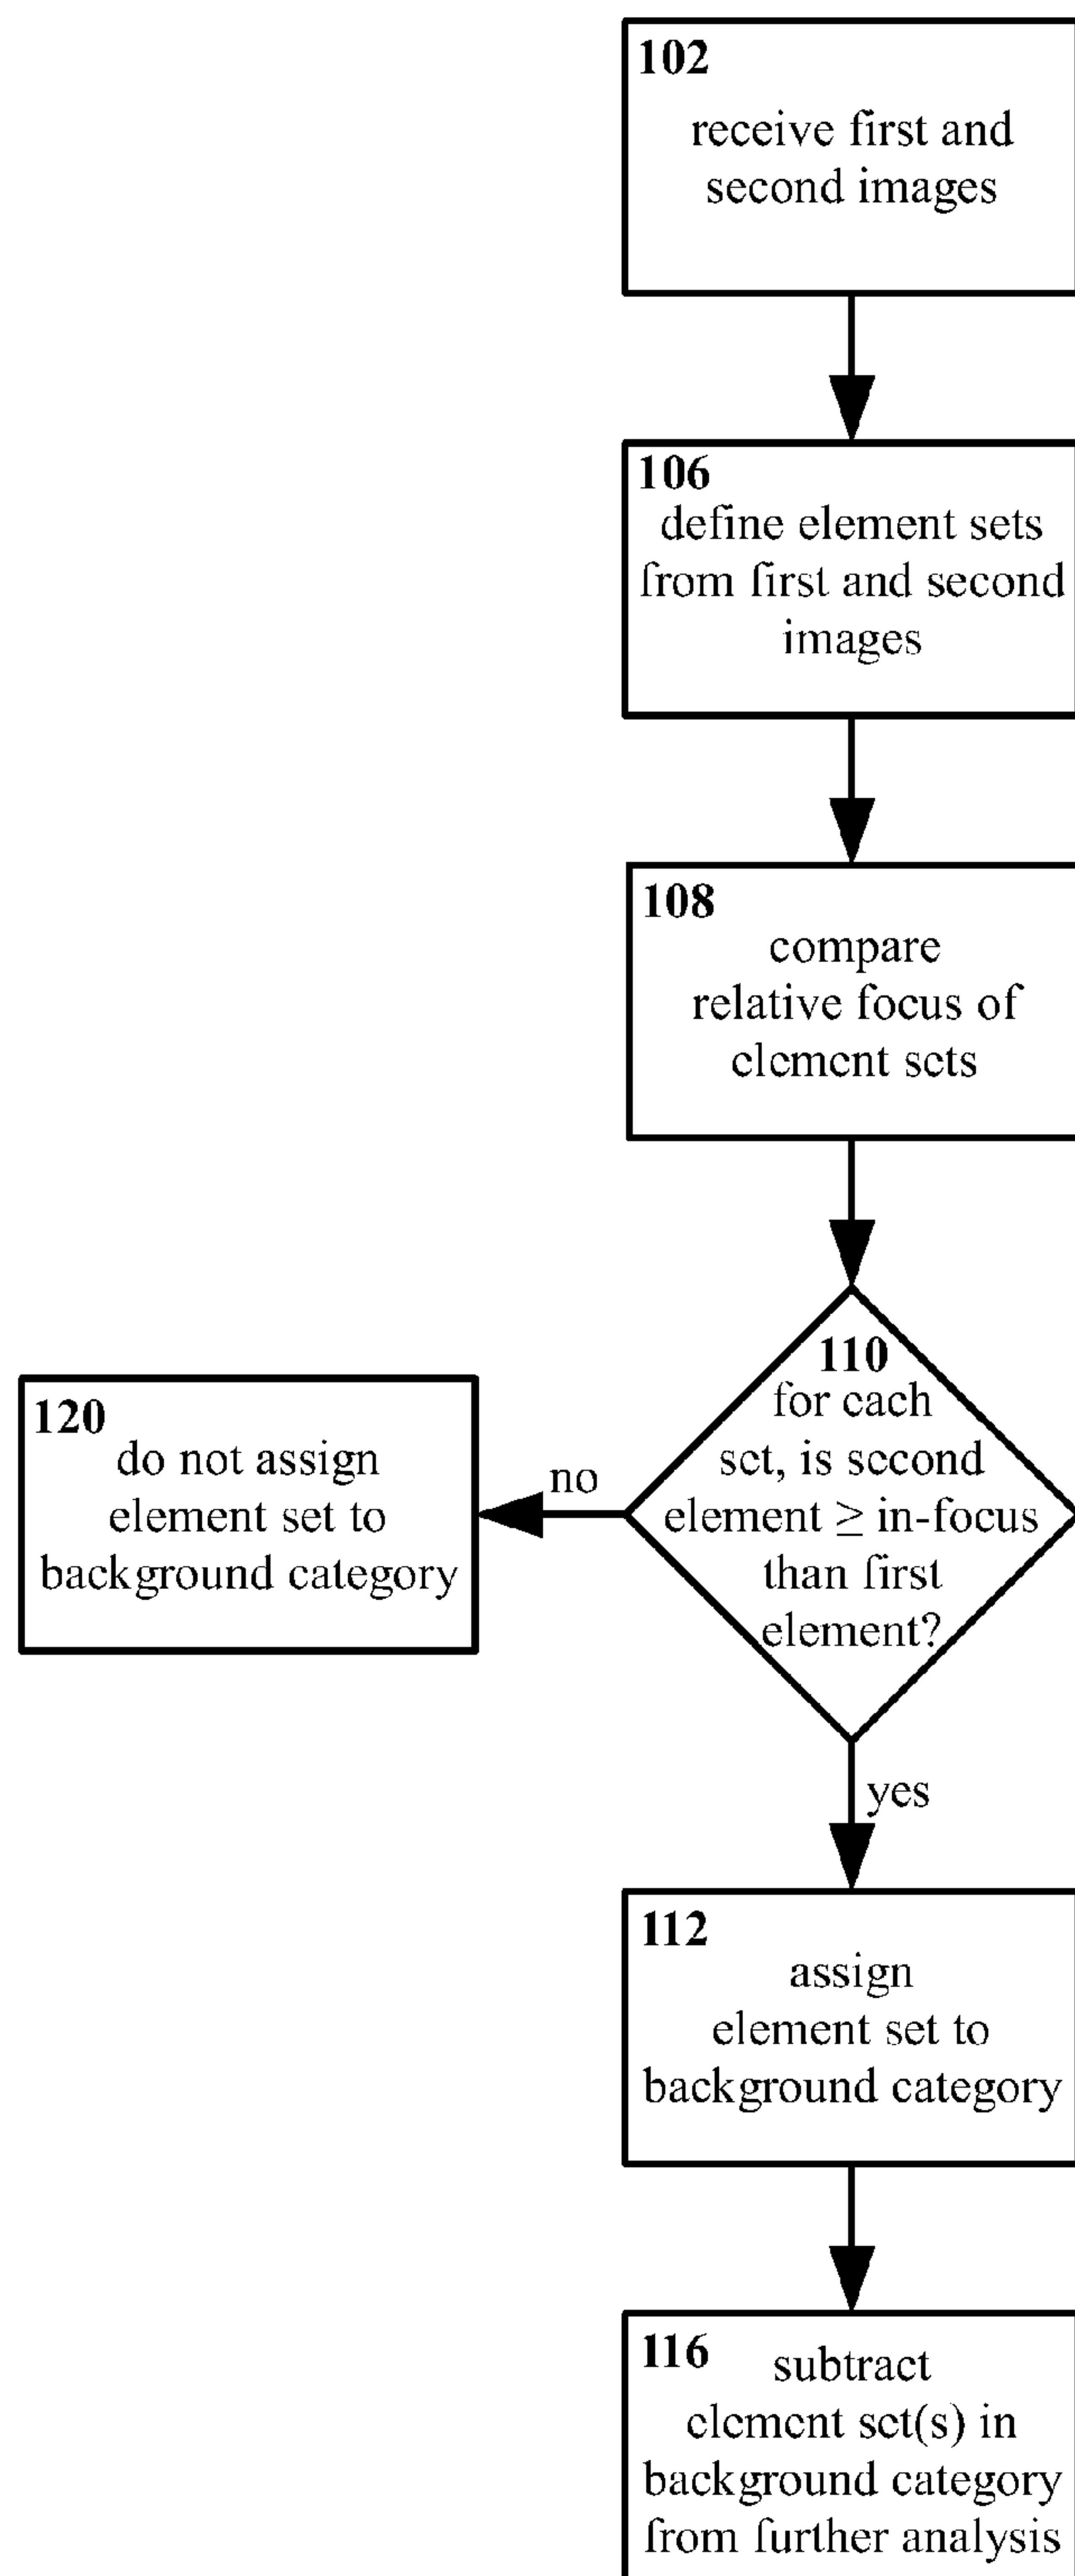 102
receive first and
second images
106
define element sets
from first and second
images
108
compare
relative focus of
element sets
110
for each
set, is second
element ≥ in-focus
than first
element?
no
120
do not assign
element set to
background category
yes
112
assign
element set to
background category
116 subtract
element set(s) in
background category
from further analysis